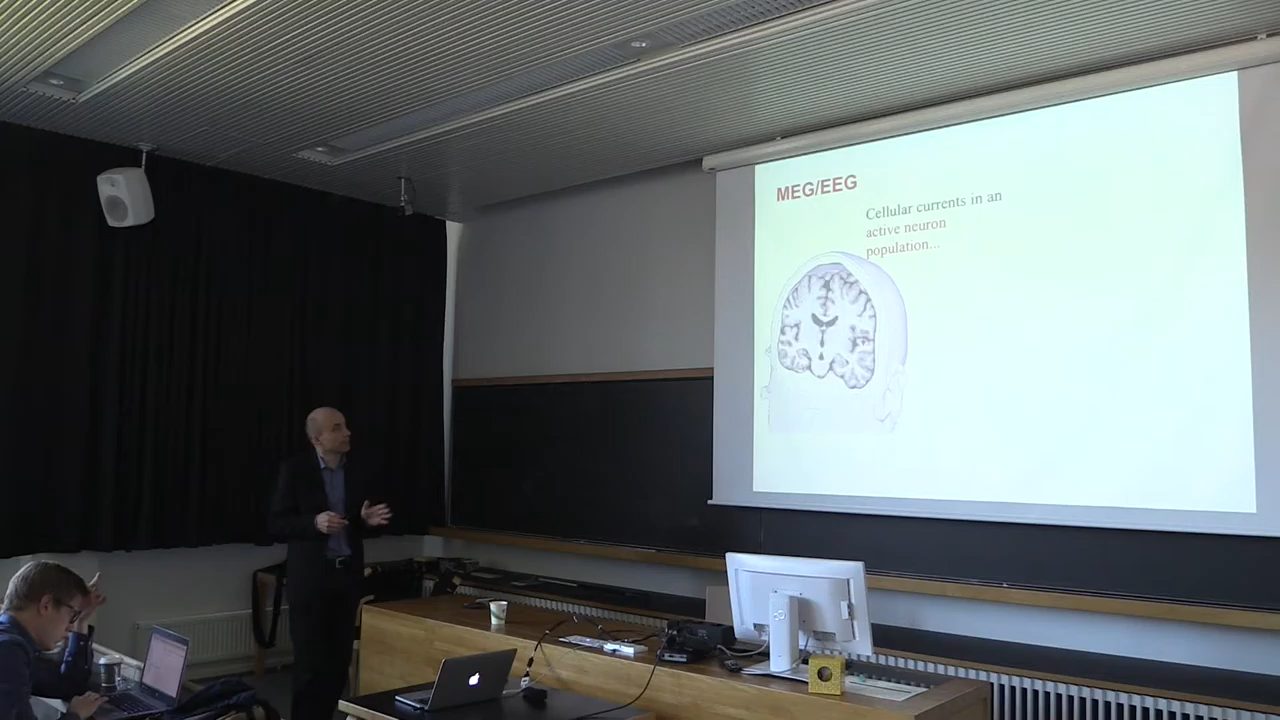 MEG/EEG
Cellular currents in an
active neuron
population...